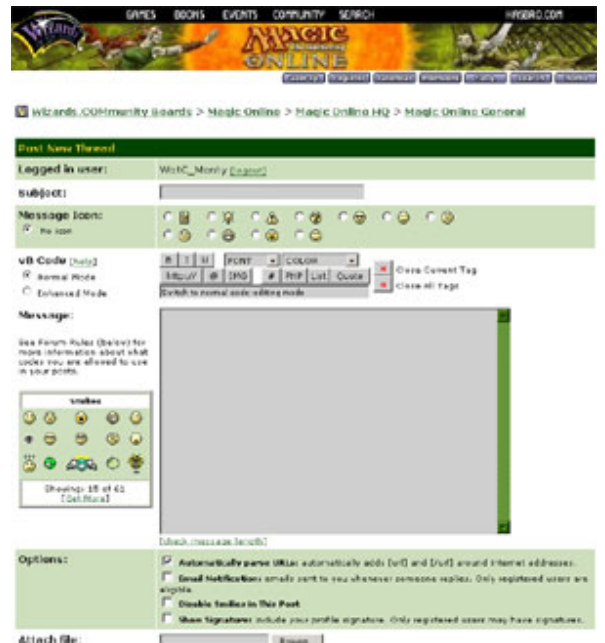 GAMES BOOKS EVENTS COMMUNITY SEARCH HASBRO.COM
Wizards
MAGIC
ONLINE
Wizards.COMmunity Boards > Magic Online > Magic Online HQ > Magic Online General
Post New Thread
Logged in user: WotC_Monty [logout]
Subject:
Message Icon:
No icon
vB Code [help]
B I U FONT COLOR
Normal Mode
http:// @ IMG # PHP List Quote
Close Current Tag
Enhanced Mode
Switch to normal code editing mode
Close All Tags
Message:
See Forum Rules (below) for
more information about what
codes you are allowed to use
in your posts.
Smilies
Showing 15 of 61
[Get More]
[check message length]
Options:
Automatically parse URLs: automatically adds [url] and [/url] around internet addresses.
Email Notification: emails sent to you whenever someone replies. Only registered users are
eligible.
Disable Smilies in This Post
Show Signature: include your profile signature. Only registered users may have signatures.
Attach file:
Browse...